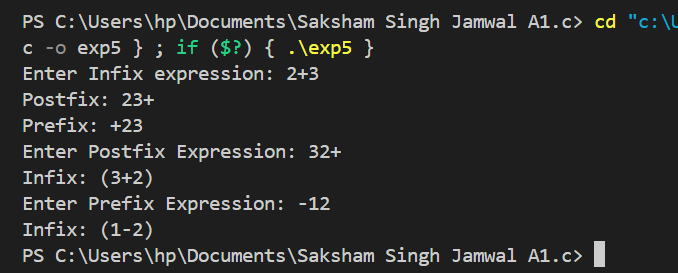 PS C:\Users\hp\Documents\Saksham Singh Jamwal A1.c> cd "c:\U
c -o exp5 } ; if ($?) { .\exp5 }
Enter Infix expression: 2+3
Postfix: 23+
Prefix: +23
Enter Postfix Expression: 32+
Infix: (3+2)
Enter Prefix Expression: -12
Infix: (1-2)
PS C:\Users\hp\Documents\Saksham Singh Jamwal A1.c>